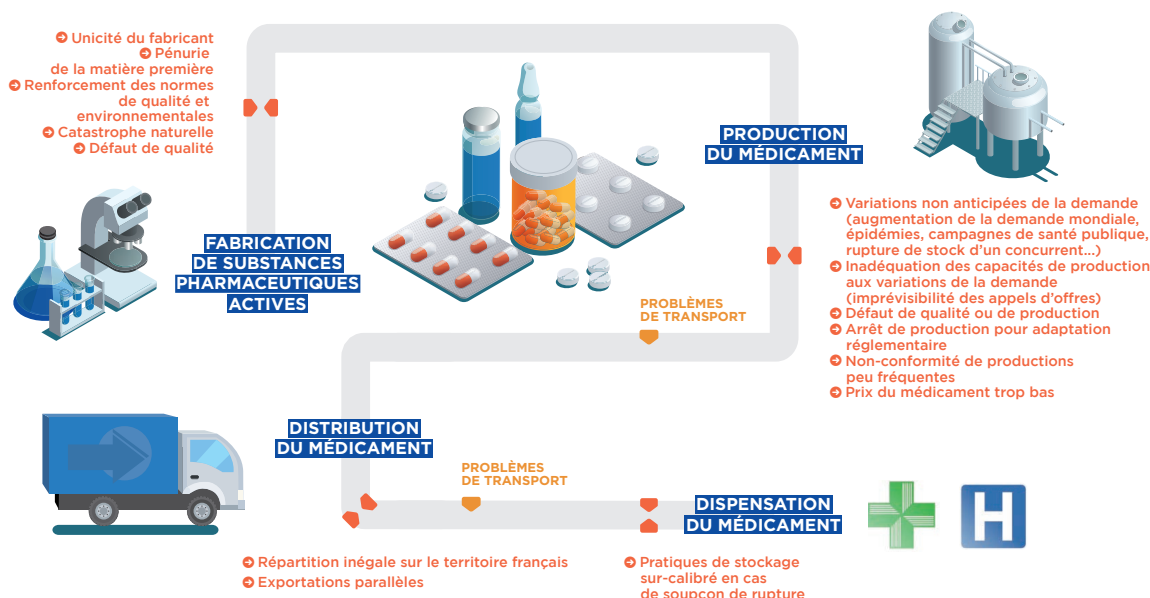 Unicité du fabricant
Pénurie
de la matière première
Renforcement des normes
de qualité et
environnementales
Catastrophe naturelle
Défaut de qualité
FABRICATION
DE SUBSTANCES
PHARMACEUTIQUES
ACTIVES
PRODUCTION
DU MÉDICAMENT
Variations non anticipées de la demande
(augmentation de la demande mondiale,
épidémies, campagnes de santé publique,
rupture de stock d'un concurrent...)
Inadéquation des capacités de production
aux variations de la demande
(imprévisibilité des appels d'offres)
Défaut de qualité ou de production
Arrêt de production pour adaptation
réglementaire
Non-conformité de productions
peu fréquentes
Prix du médicament trop bas
PROBLÈMES
DE TRANSPORT
DISTRIBUTION
DU MÉDICAMENT
PROBLÈMES
DE TRANSPORT
DISPENSATION
DU MÉDICAMENT
H
Répartition inégale sur le territoire français
Exportations parallèles
Pratiques de stockage
sur-calibré en cas
de soupçon de rupture